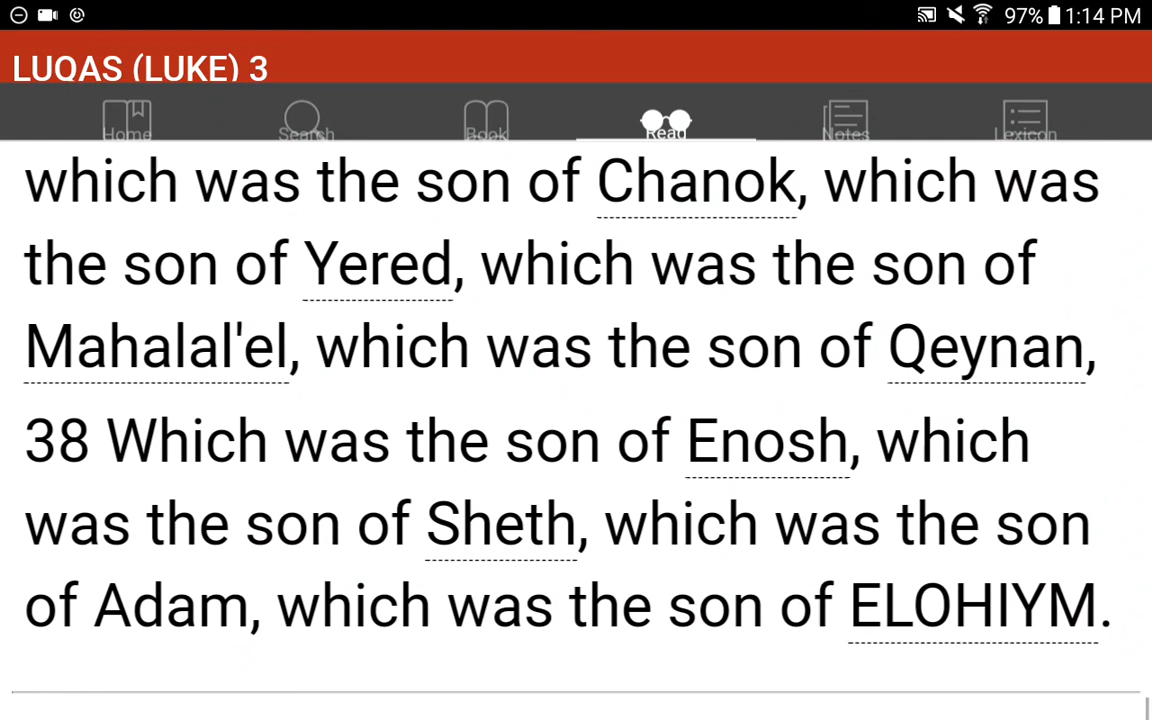 97% 1:14 PM
LUQAS (LUKE) 3
Home Search Book Read Notes Lexicon
which was the son of Chanok, which was
the son of Yered, which was the son of
Mahalal'el, which was the son of Qeynan,
38 Which was the son of Enosh, which
was the son of Sheth, which was the son
of Adam, which was the son of ELOHIYM.